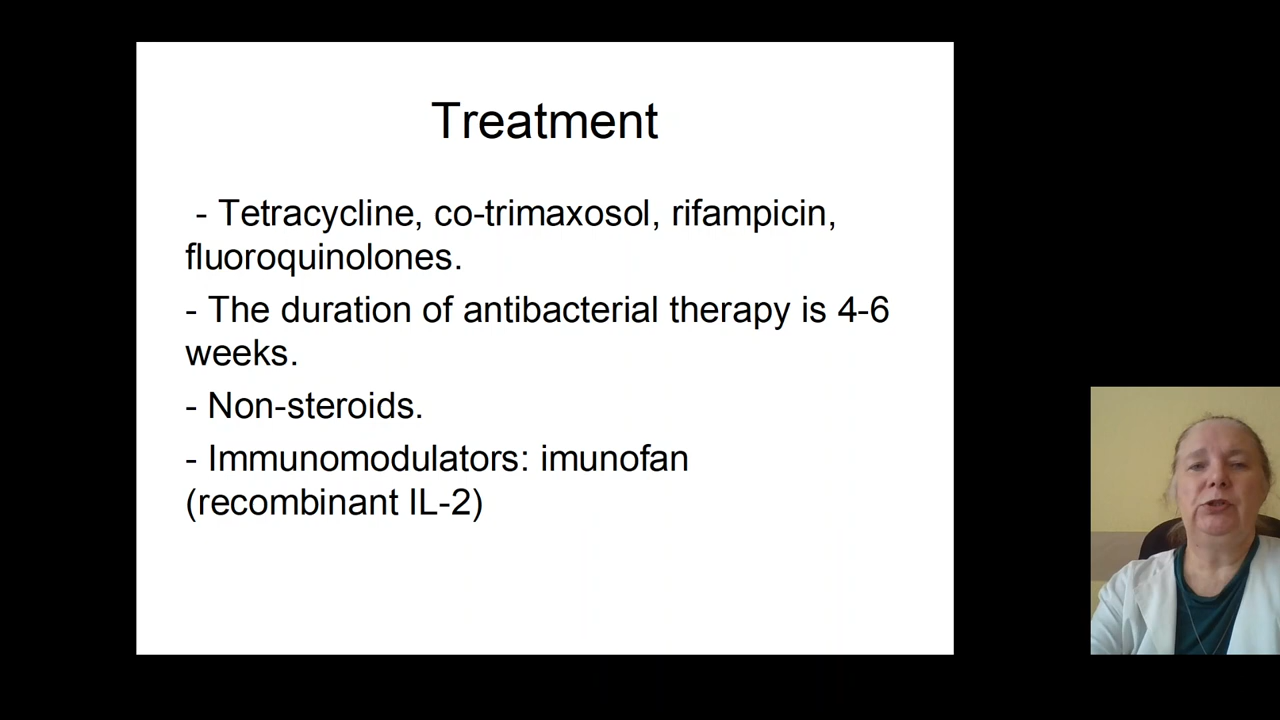 Treatment
- Tetracycline, co-trimaxosol, rifampicin,
fluoroquinolones.
- The duration of antibacterial therapy is 4-6
weeks.
- Non-steroids.
- Immunomodulators: imunofan
(recombinant IL-2)